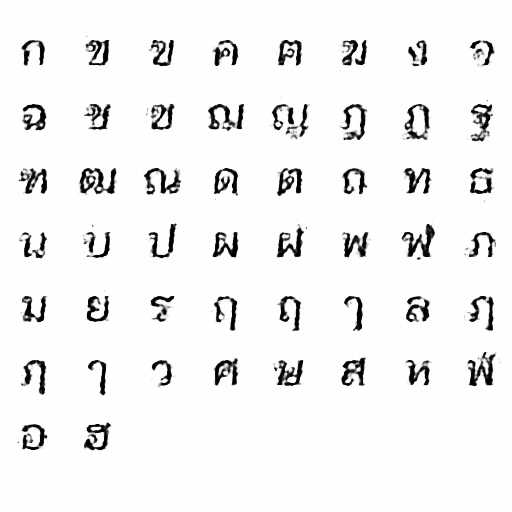 ก ข ฃ ค ฅ ฆ ง จ
ฉ ช ซ ฌ ญ ฎ ฏ ฐ
ฑ ฒ ณ ด ต ถ ท ธ
น บ ป ผ ฝ พ ฟ ภ
ม ย ร ฤ ฤ ๅ ล ฦ
ฦ ๅ ว ศ ษ ส ห ฬ
อ ฮ